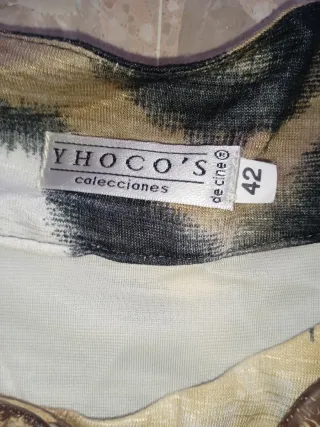 YHOCO'S
colecciones
de cine ®
42